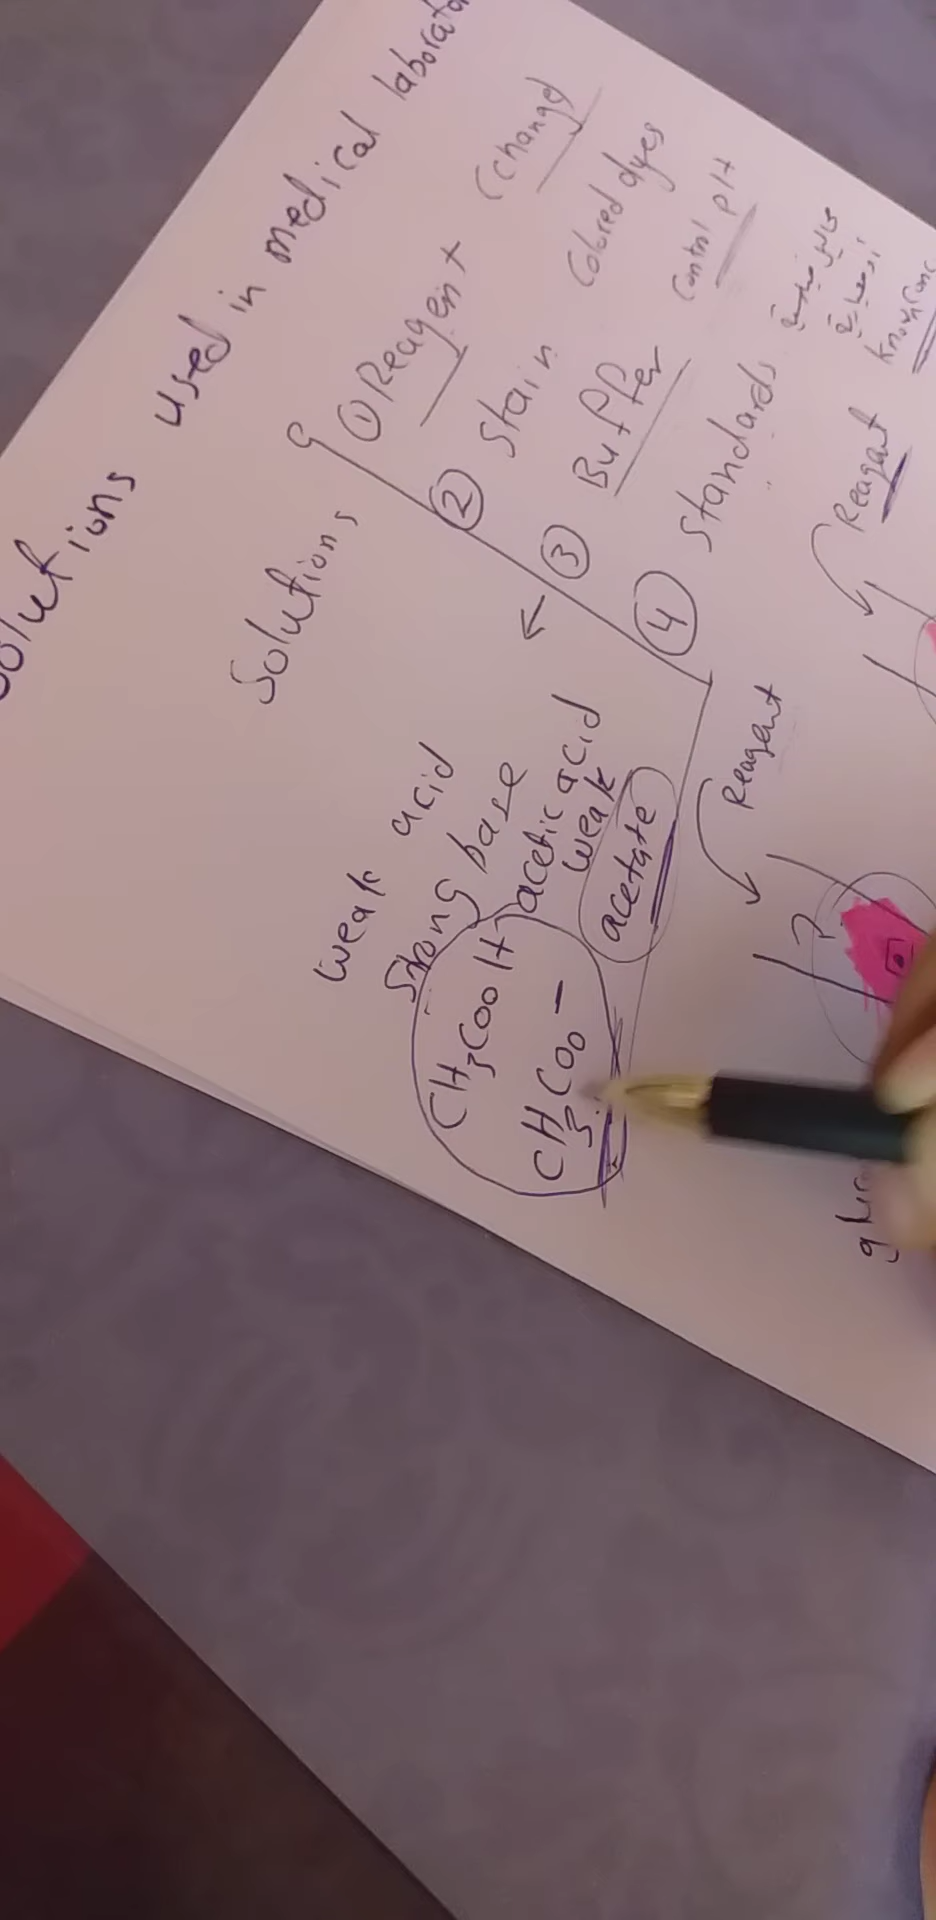 Solutions used in medical laborato
Solutions
① Reagent (change)
② Stain Colored dyes
③ Buffer Control pH
④ Standards
Known Conc
weak acid
strong base
CH3COOH acetic acid
weak
CH3COO- acetate
Reagent
Reagent
?